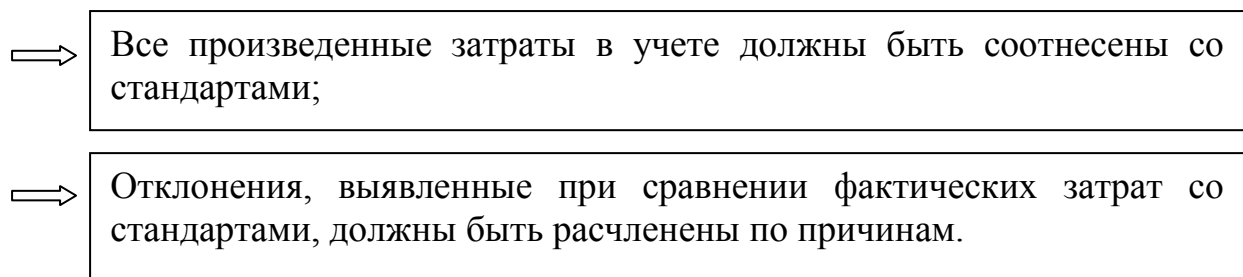 Все произведенные затраты в учете должны быть соотнесены со
стандартами;
Отклонения, выявленные при сравнении фактических затрат со
стандартами, должны быть расчленены по причинам.